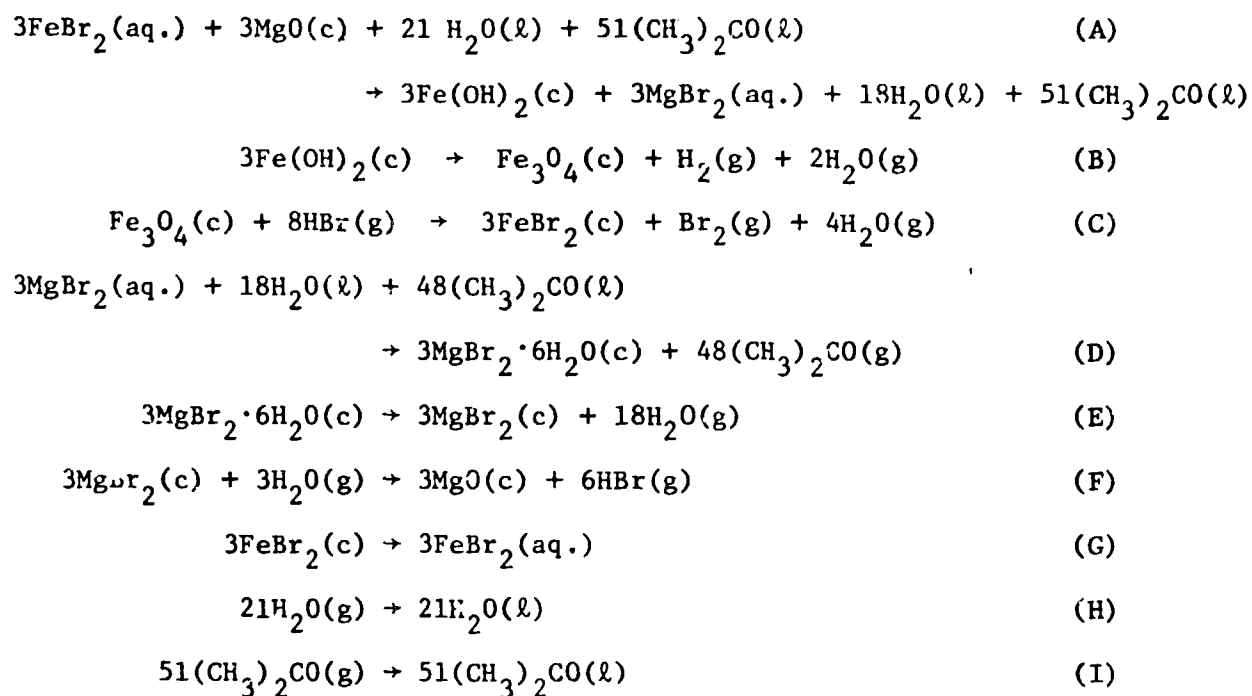 3FeBr₂(aq.) + 3MgO(c) + 21 H₂O(ℓ) + 51(CH₃)₂CO(ℓ) (A)
→ 3Fe(OH)₂(c) + 3MgBr₂(aq.) + 18H₂O(ℓ) + 51(CH₃)₂CO(ℓ)
3Fe(OH)₂(c) → Fe₃O₄(c) + H₂(g) + 2H₂O(g) (B)
Fe₃O₄(c) + 8HBr(g) → 3FeBr₂(c) + Br₂(g) + 4H₂O(g) (C)
3MgBr₂(aq.) + 18H₂O(ℓ) + 48(CH₃)₂CO(ℓ)
→ 3MgBr₂·6H₂O(c) + 48(CH₃)₂CO(g) (D)
3MgBr₂·6H₂O(c) → 3MgBr₂(c) + 18H₂O(g) (E)
3MgBr₂(c) + 3H₂O(g) → 3MgO(c) + 6HBr(g) (F)
3FeBr₂(c) → 3FeBr₂(aq.) (G)
21H₂O(g) → 21H₂O(ℓ) (H)
51(CH₃)₂CO(g) → 51(CH₃)₂CO(ℓ) (I)